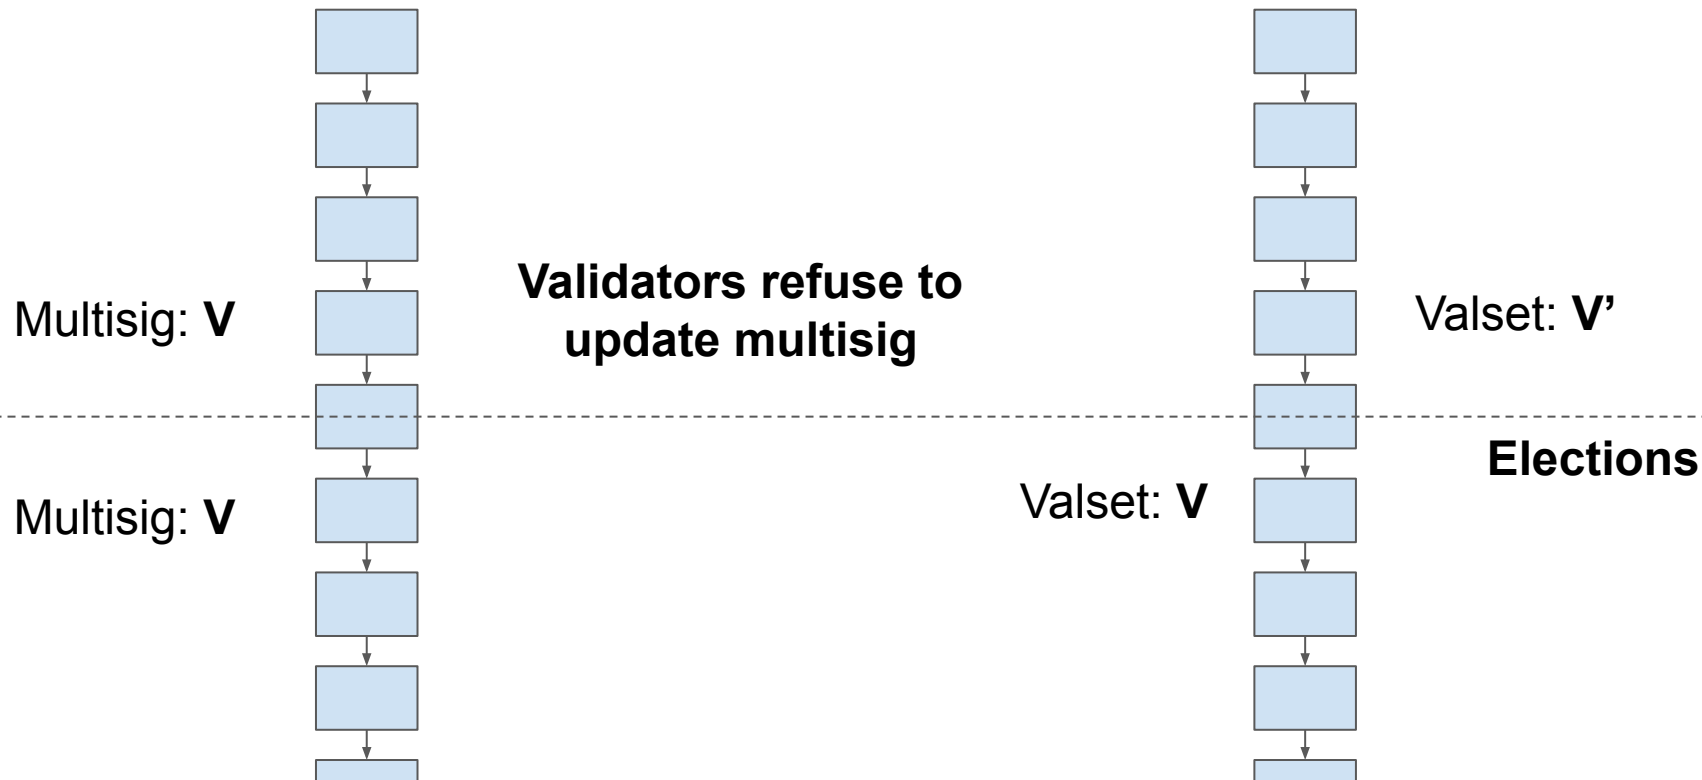 Validators refuse to
update multisig
Multisig: V
Valset: V’
Elections
Multisig: V
Valset: V